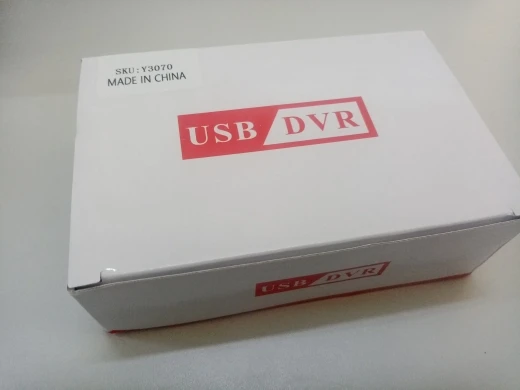 SKU:Y3070
MADE IN CHINA
USB DVR
USB DVR